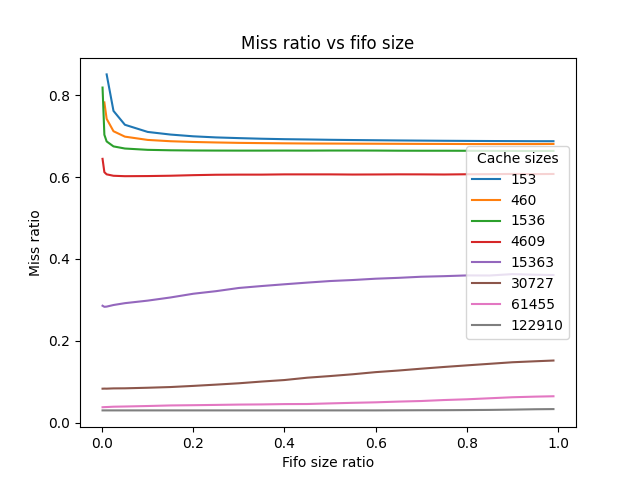 Miss ratio vs fifo size
Miss ratio
0.8
0.6
0.4
0.2
0.0
Cache sizes
153
460
1536
4609
15363
30727
61455
122910
0.0 0.2 0.4 0.6 0.8 1.0
Fifo size ratio